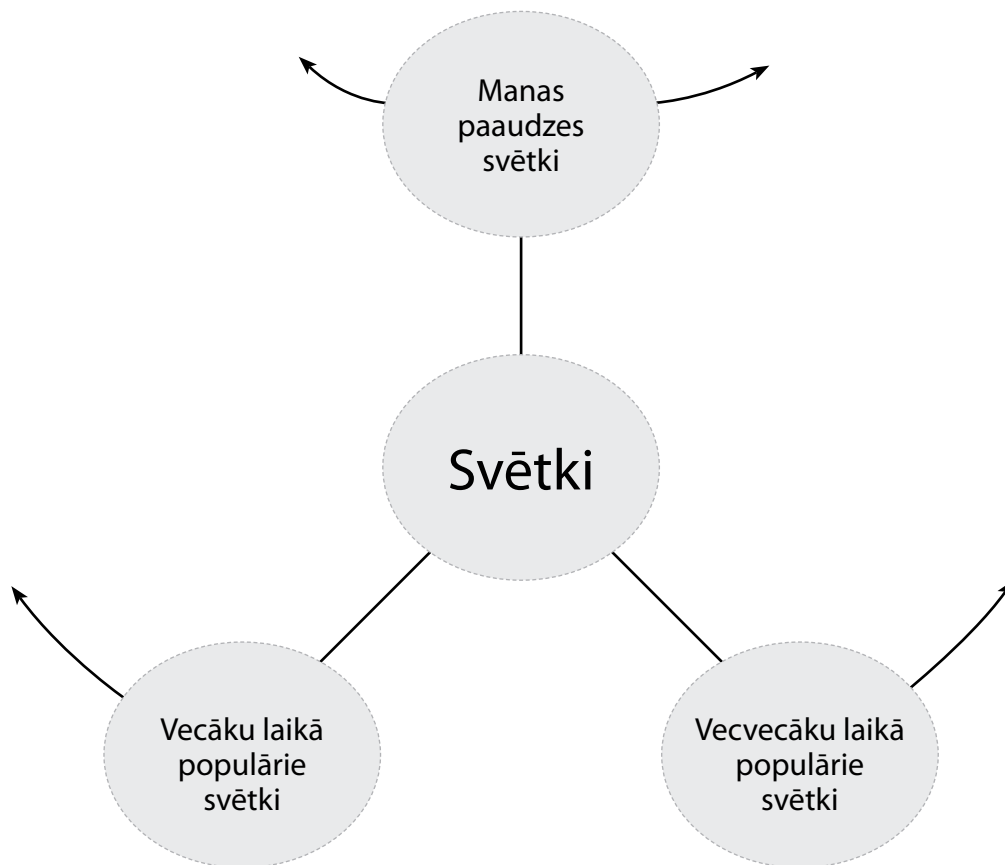 Manas
paaudzes
svētki
Svētki
Vecāku laikā
populārie
svētki
Vecvecāku laikā
populārie
svētki